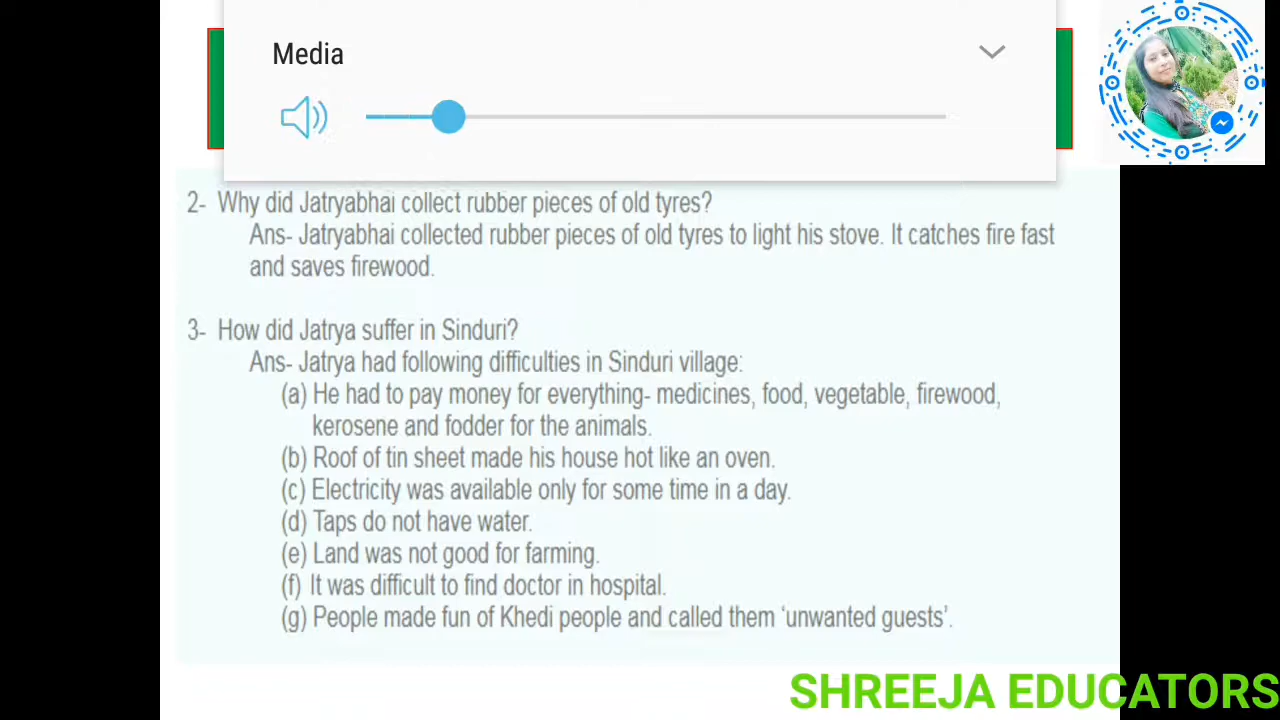 Media
2- Why did Jatryabhai collect rubber pieces of old tyres?
Ans- Jatryabhai collected rubber pieces of old tyres to light his stove. It catches fire fast
and saves firewood.
3- How did Jatrya suffer in Sinduri?
Ans- Jatrya had following difficulties in Sinduri village:
(a) He had to pay money for everything- medicines, food, vegetable, firewood,
kerosene and fodder for the animals.
(b) Roof of tin sheet made his house hot like an oven.
(c) Electricity was available only for some time in a day.
(d) Taps do not have water.
(e) Land was not good for farming.
(f) It was difficult to find doctor in hospital.
(g) People made fun of Khedi people and called them ‘unwanted guests’.
SHREEJA EDUCATORS